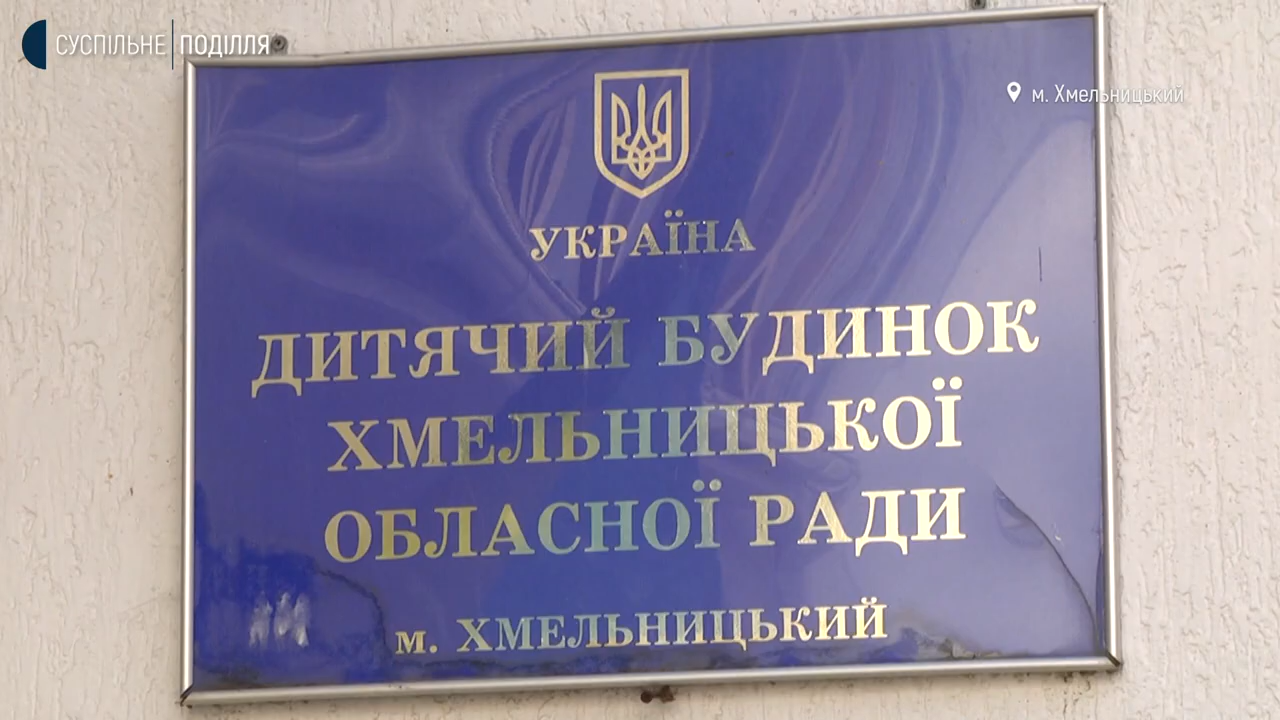 СУСПІЛЬНЕ ПОДІЛЛЯ
м. Хмельницький
УКРАЇНА
ДИТЯЧИЙ БУДИНОК
ХМЕЛЬНИЦЬКОЇ
ОБЛАСНОЇ РАДИ
м. ХМЕЛЬНИЦЬКИЙ